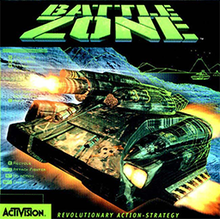 BATTLE
ZONE
ACTIVISION.
REVOLUTIONARY ACTION-STRATEGY